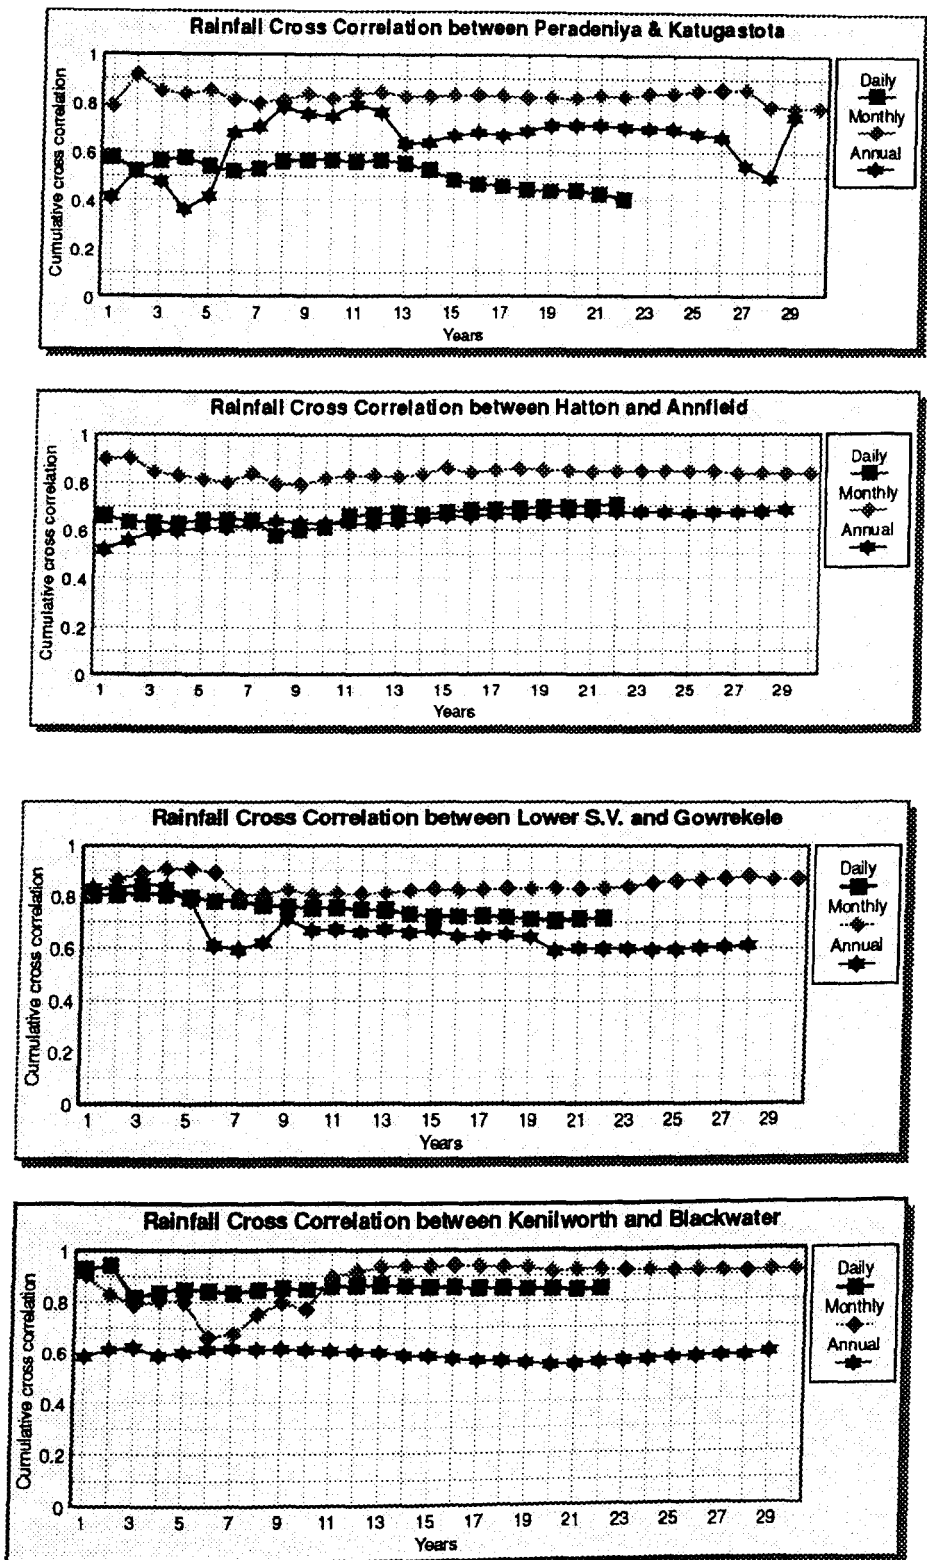 Rainfall Cross Correlation between Peradeniya & Katugastota
Cumulative cross correlation
1
0.8
0.6
0.4
0.2
0
1 3 5 7 9 11 13 15 17 19 21 23 25 27 29
Years
Daily
Monthly
Annual
Rainfall Cross Correlation between Hatton and Annfield
Cumulative cross correlation
1
0.8
0.6
0.4
0.2
0
1 3 5 7 9 11 13 15 17 19 21 23 25 27 29
Years
Daily
Monthly
Annual
Rainfall Cross Correlation between Lower S.V. and Gowrekele
Cumulative cross correlation
1
0.8
0.6
0.4
0.2
0
1 3 5 7 9 11 13 15 17 19 21 23 25 27 29
Years
Daily
Monthly
Annual
Rainfall Cross Correlation between Kenilworth and Blackwater
Cumulative cross correlation
1
0.8
0.6
0.4
0.2
0
1 3 5 7 9 11 13 15 17 19 21 23 25 27 29
Years
Daily
Monthly
Annual